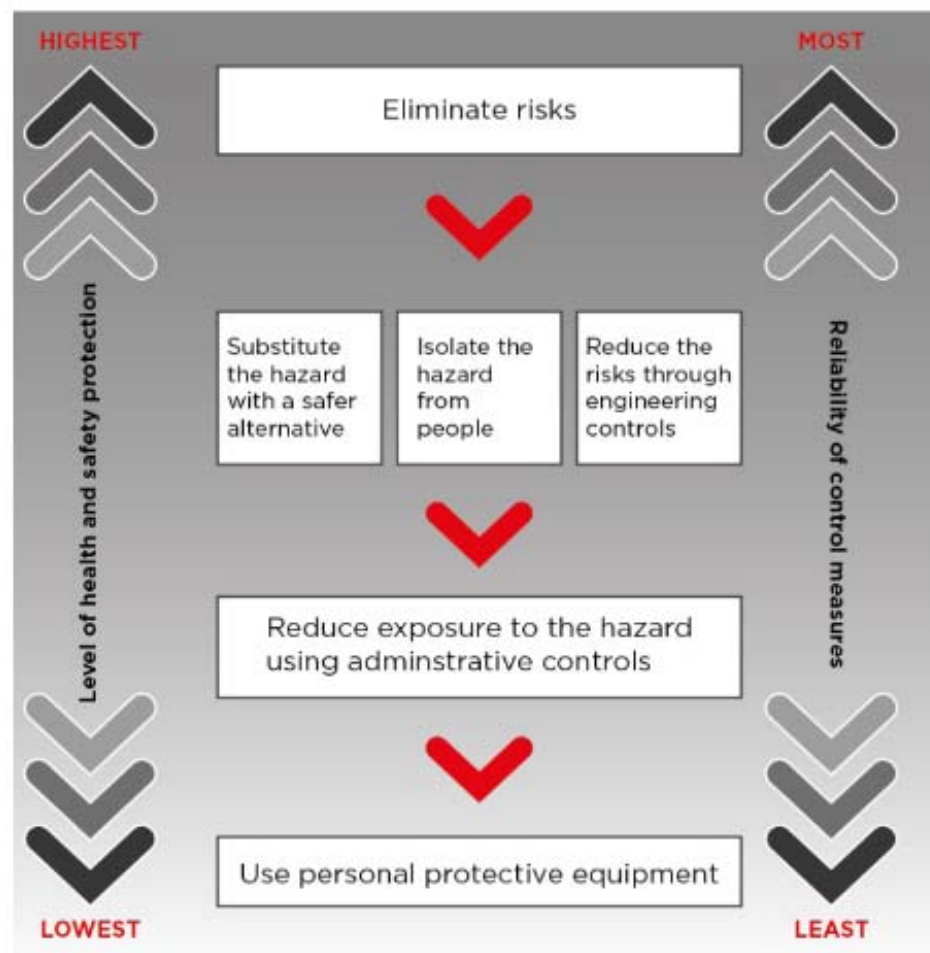 HIGHEST
MOST
Eliminate risks
Substitute
the hazard
with a safer
alternative
Isolate the
hazard
from
people
Reduce the
risks through
engineering
controls
Level of health and safety protection
Reliability of control measures
Reduce exposure to the hazard
using adminstrative controls
Use personal protective equipment
LOWEST
LEAST